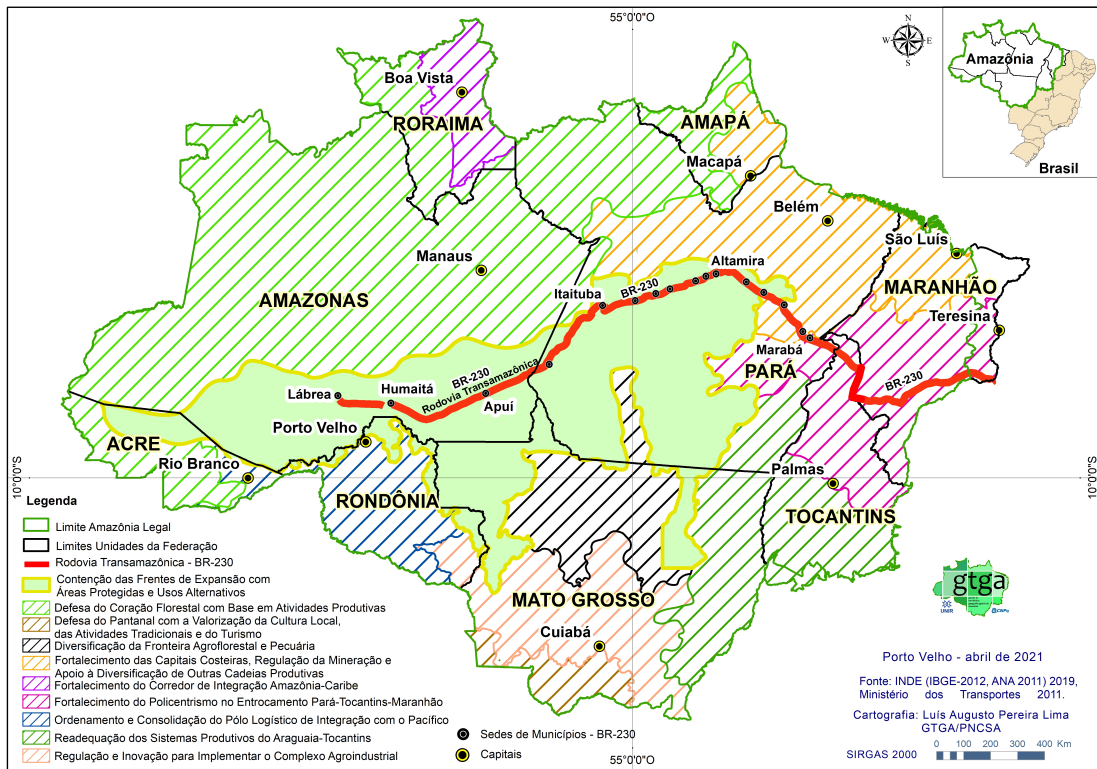 55°0'0"O
N
W
E
S
Amazônia
Brasil
Boa Vista
RORAIMA
AMAPÁ
Macapá
Belém
São Luís
Manaus
Altamira
MARANHÃO
AMAZONAS
Itaituba
BR-230
Teresina
Marabá
PARÁ
BR-230
Rodovia Transamazônica
BR-230
Lábrea
Humaitá
Apuí
Porto Velho
ACRE
Rio Branco
Palmas
10°0'0"S
10°0'0"S
RONDÔNIA
TOCANTINS
MATO GROSSO
Cuiabá
Legenda
Limite Amazônia Legal
Limites Unidades da Federação
Rodovia Transamazônica - BR-230
Contenção das Frentes de Expansão com
Áreas Protegidas e Usos Alternativos
Defesa do Coração Florestal com Base em Atividades Produtivas
Defesa do Pantanal com a Valorização da Cultura Local,
das Atividades Tradicionais e do Turismo
Diversificação da Fronteira Agroflorestal e Pecuária
Fortalecimento das Capitais Costeiras, Regulação da Mineração e
Apoio à Diversificação de Outras Cadeias Produtivas
Fortalecimento do Corredor de Integração Amazônia-Caribe
Fortalecimento do Policentrismo no Entrocamento Pará-Tocantins-Maranhão
Ordenamento e Consolidação do Pólo Logístico de Integração com o Pacífico
Readequação dos Sistemas Produtivos do Araguaia-Tocantins
Regulação e Inovação para Implementar o Complexo Agroindustrial
Sedes de Municípios - BR-230
Capitais
gtga
UNIR
CNPq
Porto Velho - abril de 2021
Fonte: INDE (IBGE-2012, ANA 2011) 2019,
Ministério dos Transportes 2011.
Cartografia: Luís Augusto Pereira Lima
GTGA/PNCSA
SIRGAS 2000
0 100 200 300 400 Km
55°0'0"O